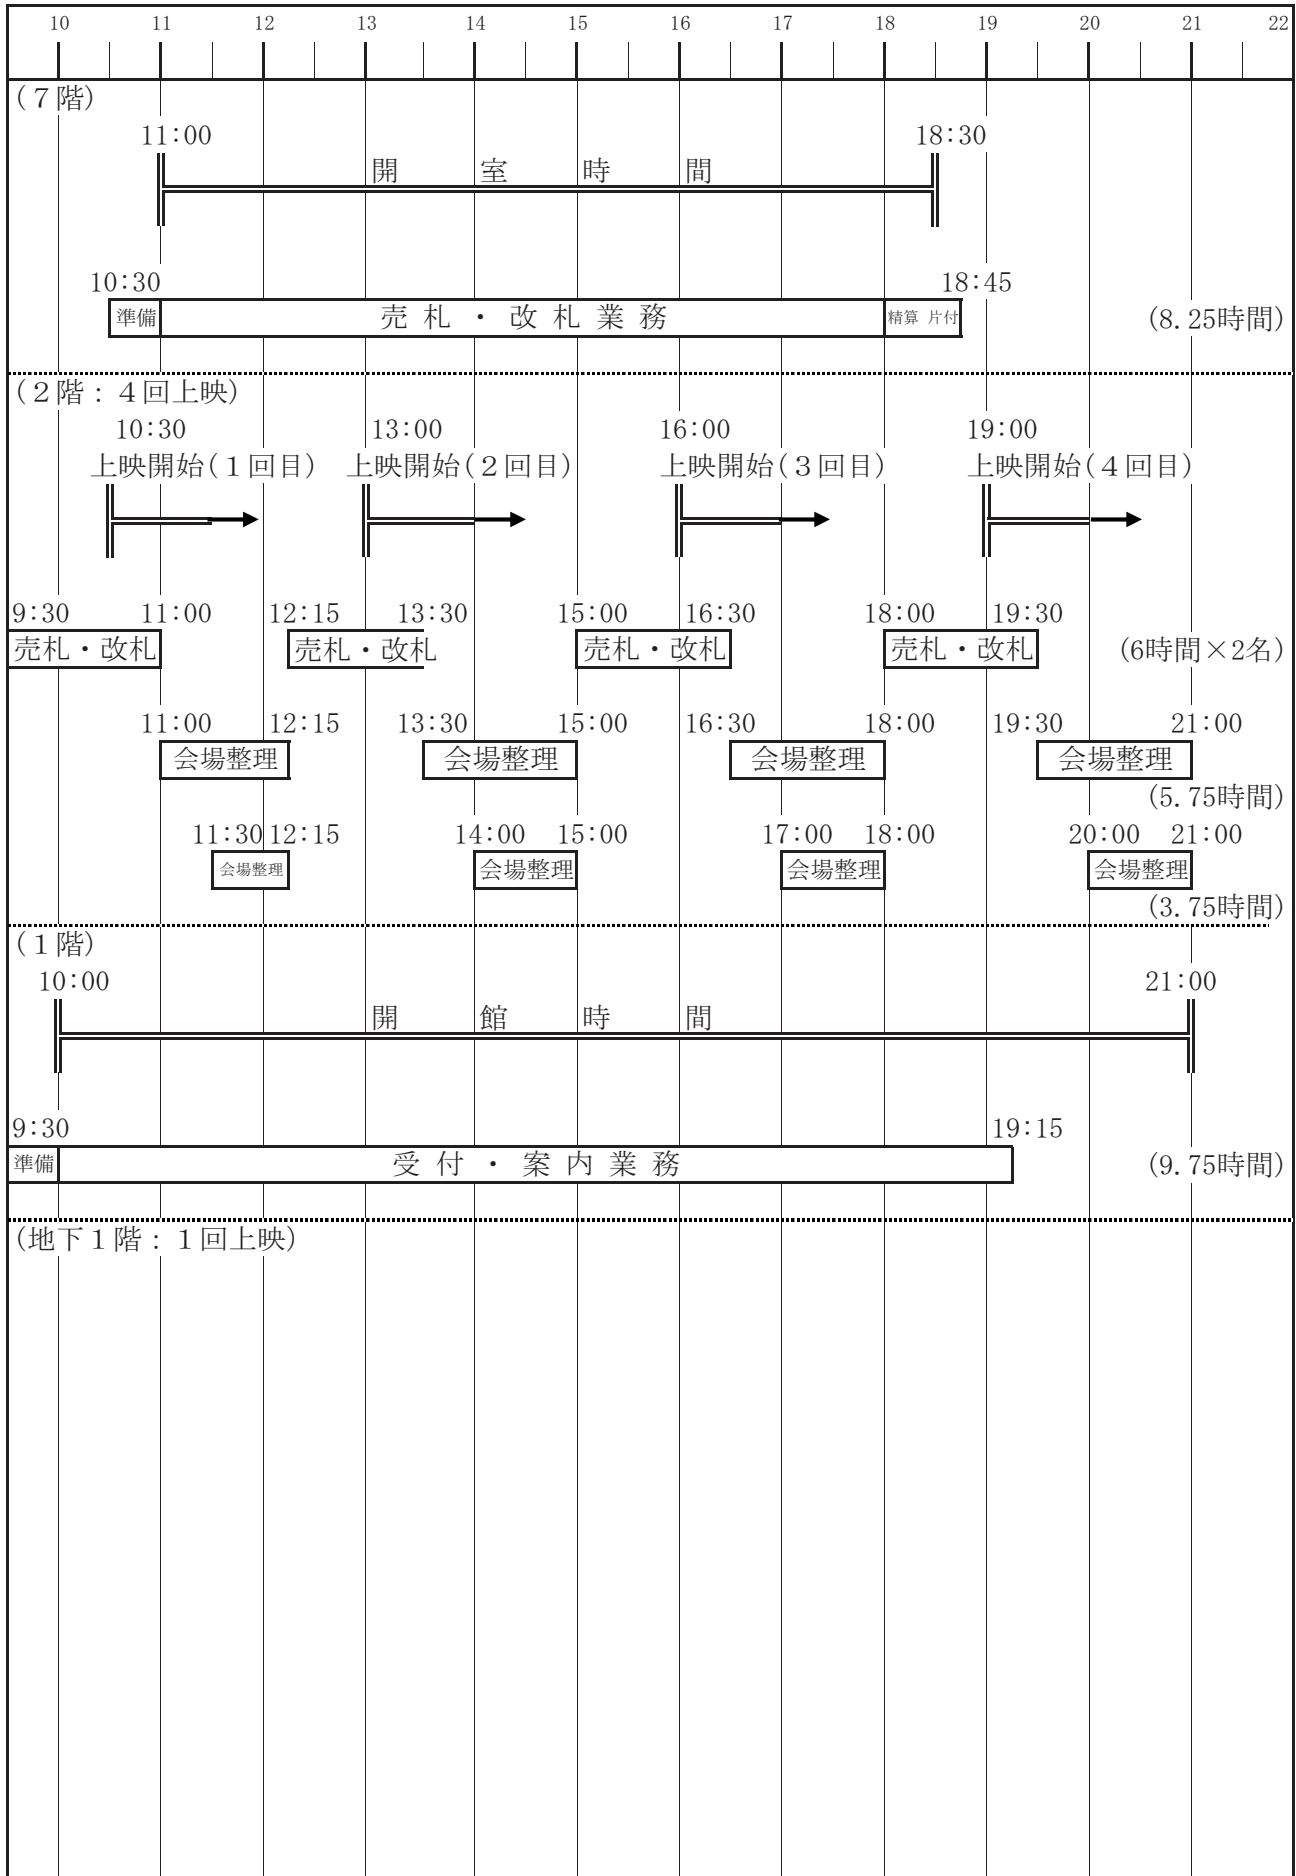 10 11 12 13 14 15 16 17 18 19 20 21 22
(７階)
11:00 18:30
開 室 時 間
10:30 18:45
準備 売 札 ・ 改 札 業 務 精算 片付 (8.25時間)
(２階：４回上映)
10:30 13:00 16:00 19:00
上映開始(１回目) 上映開始(２回目) 上映開始(３回目) 上映開始(４回目)
9:30 11:00 12:15 13:30 15:00 16:30 18:00 19:30
売札・改札 売札・改札 売札・改札 売札・改札 (6時間×2名)
11:00 12:15 13:30 15:00 16:30 18:00 19:30 21:00
会場整理 会場整理 会場整理 会場整理
(5.75時間)
11:30 12:15 14:00 15:00 17:00 18:00 20:00 21:00
会場整理 会場整理 会場整理 会場整理
(3.75時間)
(１階)
10:00 21:00
開 館 時 間
9:30 19:15
準備 受 付 ・ 案 内 業 務 (9.75時間)
(地下１階：１回上映)